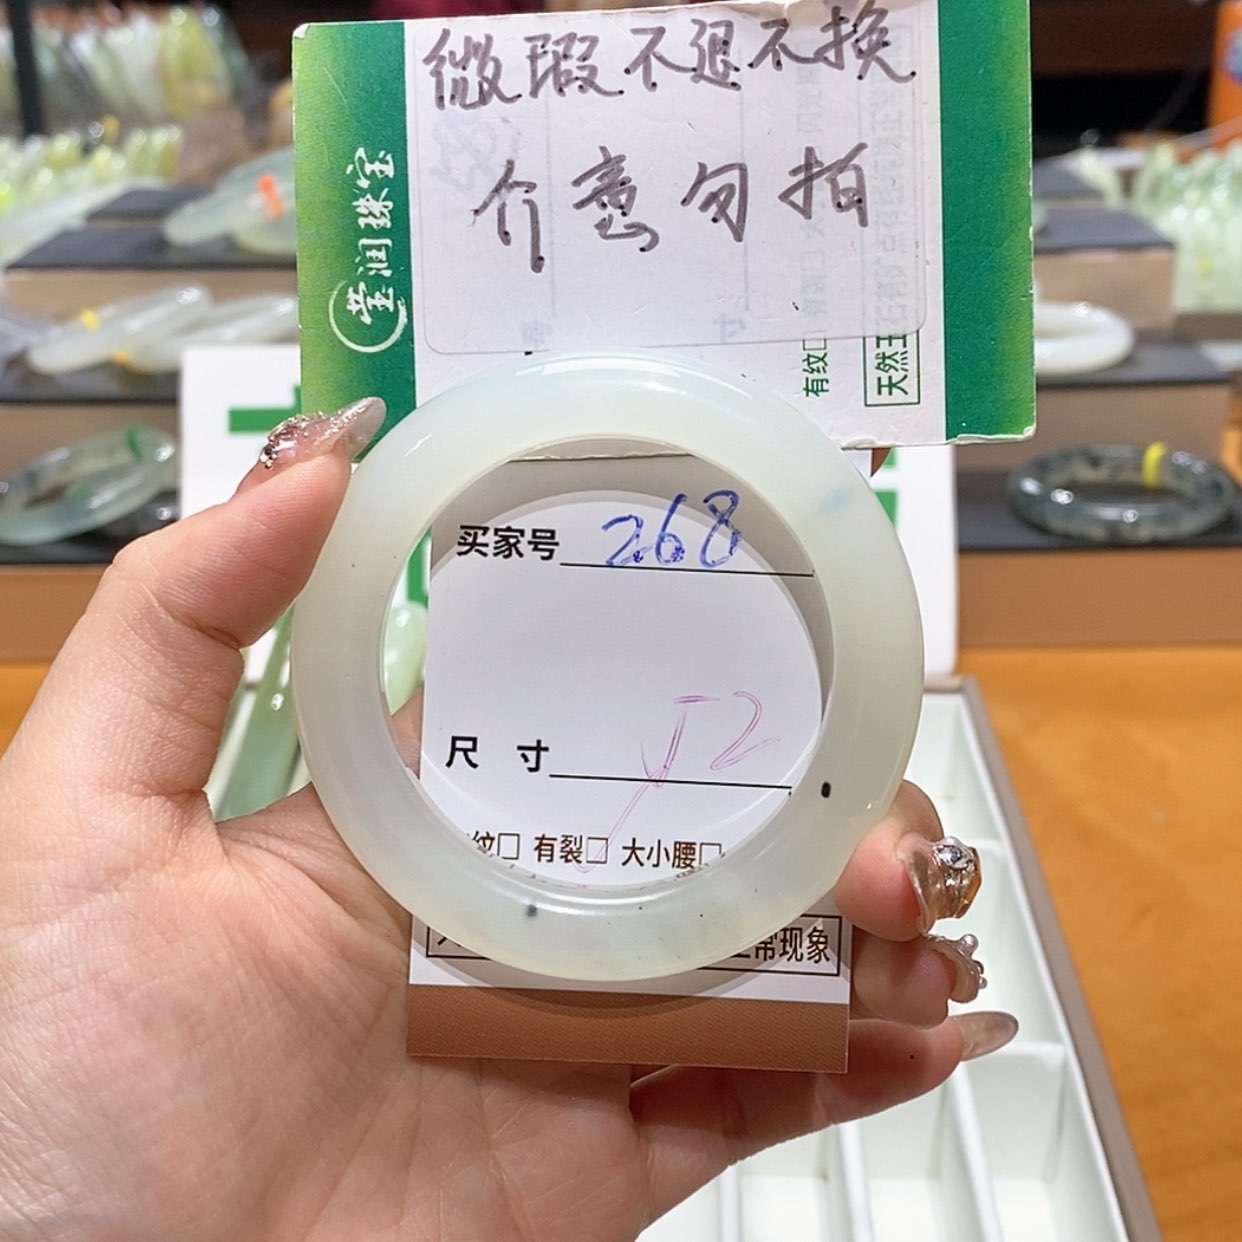 微瑕不退不换
介意勿拍
莹润珠宝
有纹□
天然玉
买家号 268
尺 寸 52
纹□ 有裂□ 大小腰□
常现象